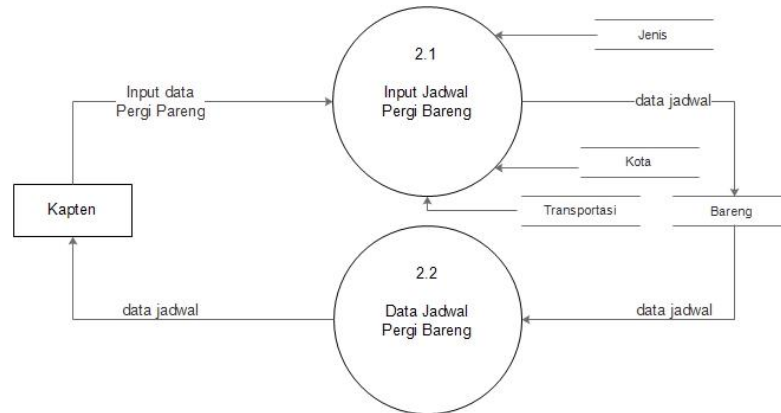 2.1
Input Jadwal
Pergi Bareng
Jenis
Input data
Pergi Pareng
data jadwal
Kota
Kapten
Transportasi
Bareng
2.2
Data Jadwal
Pergi Bareng
data jadwal
data jadwal